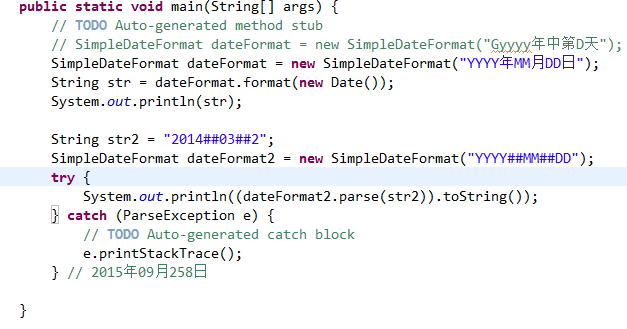 public static void main(String[] args) {
// TODO Auto-generated method stub
// SimpleDateFormat dateFormat = new SimpleDateFormat("Gyyyy年中第D天");
SimpleDateFormat dateFormat = new SimpleDateFormat("YYYY年MM月DD日");
String str = dateFormat.format(new Date());
System.out.println(str);
String str2 = "2014##03##2";
SimpleDateFormat dateFormat2 = new SimpleDateFormat("YYYY##MM##DD");
try {
System.out.println((dateFormat2.parse(str2)).toString());
} catch (ParseException e) {
// TODO Auto-generated catch block
e.printStackTrace();
} // 2015年09月258日
}